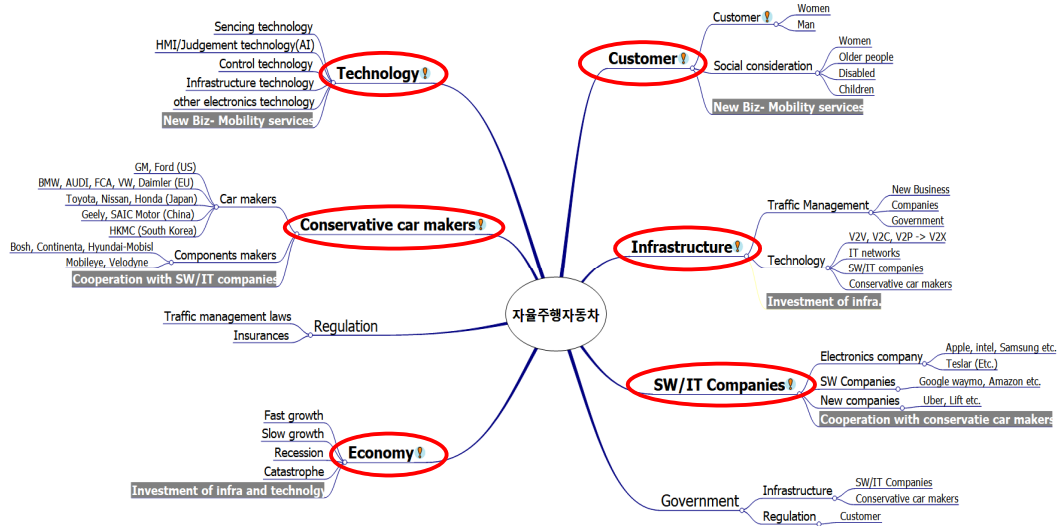 자율주행자동차
Technology
Sencing technology
HMI/Judgement technology(AI)
Control technology
Infrastructure technology
other electronics technology
New Biz- Mobility services
Conservative car makers
Car makers
GM, Ford (US)
BMW, AUDI, FCA, VW, Daimler (EU)
Toyota, Nissan, Honda (Japan)
Geely, SAIC Motor (China)
HKMC (South Korea)
Components makers
Bosh, Continenta, Hyundai-Mobisl
Mobileye, Velodyne
Cooperation with SW/IT companies
Regulation
Traffic management laws
Insurances
Economy
Fast growth
Slow growth
Recession
Catastrophe
Investment of infra and technolgy
Customer
Customer
Women
Man
Social consideration
Women
Older people
Disabled
Children
New Biz- Mobility services
Infrastructure
Traffic Management
New Business
Companies
Government
Technology
V2V, V2C, V2P -> V2X
IT networks
SW/IT companies
Conservative car makers
Investment of infra.
SW/IT Companies
Electronics company
Apple, intel, Samsung etc.
Teslar (Etc.)
SW Companies
Google waymo, Amazon etc.
New companies
Uber, Lift etc.
Cooperation with conservatie car makers
Government
Infrastructure
SW/IT Companies
Conservative car makers
Regulation
Customer